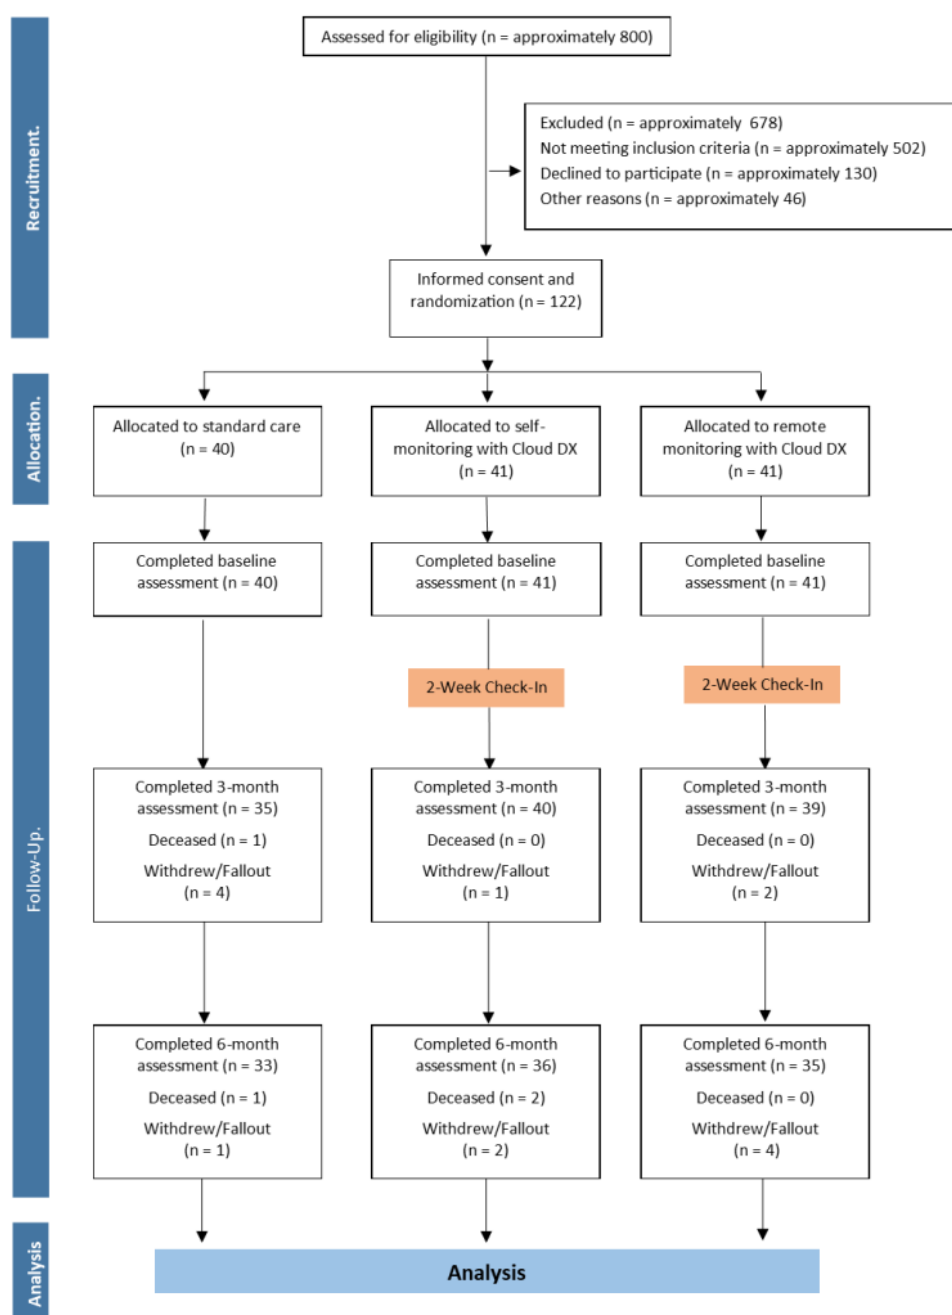 Recruitment.
Assessed for eligibility (n = approximately 800)
Excluded (n = approximately  678)
Not meeting inclusion criteria (n = approximately 502)
Declined to participate (n = approximately 130)
Other reasons (n = approximately 46)
Informed consent and
randomization (n = 122)
Allocation.
Allocated to standard care
(n = 40)
Allocated to self-
monitoring with Cloud DX
(n = 41)
Allocated to remote
monitoring with Cloud DX
(n = 41)
Follow-Up.
Completed baseline
assessment (n = 40)
Completed baseline
assessment (n = 41)
Completed baseline
assessment (n = 41)
2-Week Check-In
2-Week Check-In
Completed 3-month
assessment (n = 35)
Deceased (n = 1)
Withdrew/Fallout
(n = 4)
Completed 3-month
assessment (n = 40)
Deceased (n = 0)
Withdrew/Fallout
(n = 1)
Completed 3-month
assessment (n = 39)
Deceased (n = 0)
Withdrew/Fallout
(n = 2)
Completed 6-month
assessment (n = 33)
Deceased (n = 1)
Withdrew/Fallout
(n = 1)
Completed 6-month
assessment (n = 36)
Deceased (n = 2)
Withdrew/Fallout
(n = 2)
Completed 6-month
assessment (n = 35)
Deceased (n = 0)
Withdrew/Fallout
(n = 4)
Analysis
Analysis